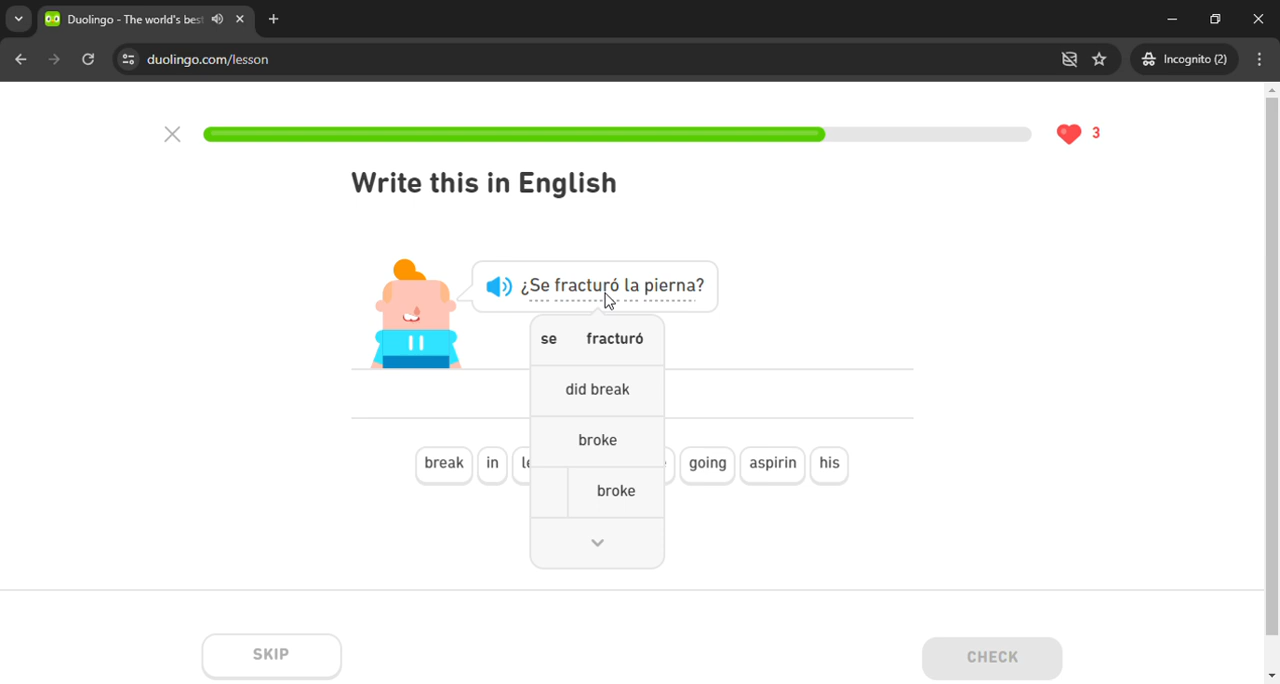 Duolingo - The world's best
duolingo.com/lesson
Incognito (2)
3
Write this in English
¿Se fracturó la pierna?
se fracturó
did break
broke
break in going aspirin his
broke
SKIP
CHECK